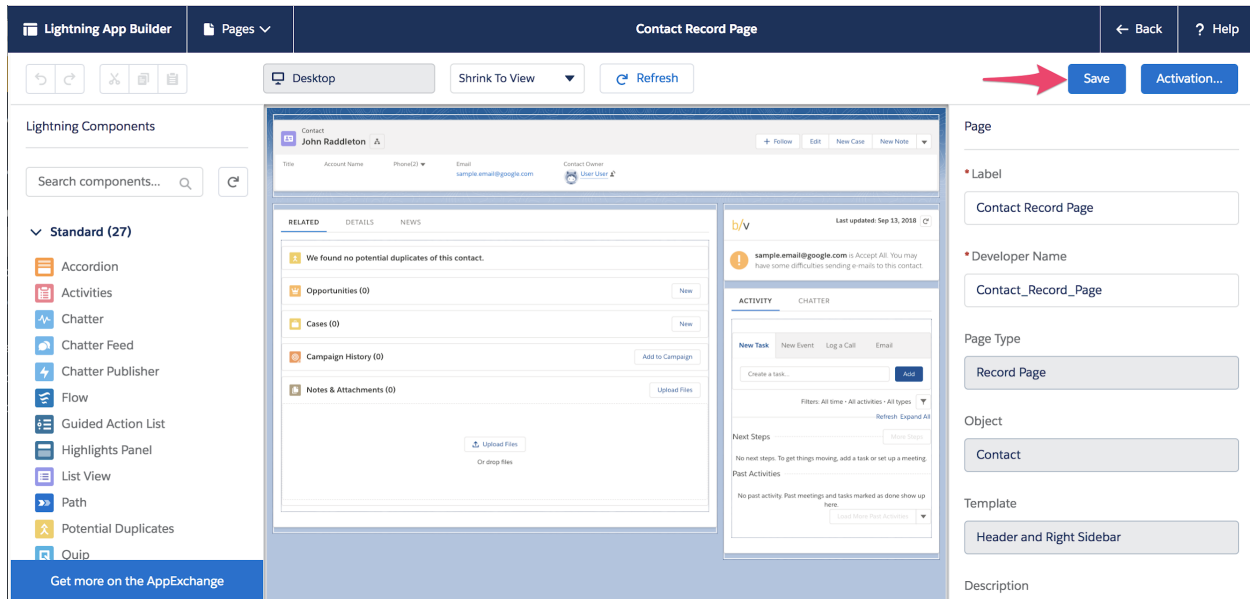 Lightning App Builder
Pages
Contact Record Page
Back
? Help
Desktop
Shrink To View
Refresh
Save
Activation...
Lightning Components
Search components...
Standard (27)
Accordion
Activities
Chatter
Chatter Feed
Chatter Publisher
Flow
Guided Action List
Highlights Panel
List View
Path
Potential Duplicates
Quip
Get more on the AppExchange
Contact
John Raddleton
+ Follow
Edit
New Case
New Note
Title
Account Name
Phone(2)
Email
Contact Owner
sample.email@google.com
User User
RELATED
DETAILS
NEWS
We found no potential duplicates of this contact.
Opportunities (0)
New
Cases (0)
New
Campaign History (0)
Add to Campaign
Notes & Attachments (0)
Upload Files
Upload Files
Or drop files
b/v
Last updated: Sep 13, 2018
sample.email@google.com is Accept All. You may
have some difficulties sending e-mails to this contact.
ACTIVITY
CHATTER
New Task
New Event
Log a Call
Email
Create a task...
Add
Filters: All time • All activities • All types
Refresh Expand All
Next Steps
More Steps
No next steps. To get things moving, add a task or set up a meeting.
Past Activities
No past activity. Past meetings and tasks marked as done show up
here.
Load More Past Activities
Page
*Label
Contact Record Page
*Developer Name
Contact_Record_Page
Page Type
Record Page
Object
Contact
Template
Header and Right Sidebar
Description